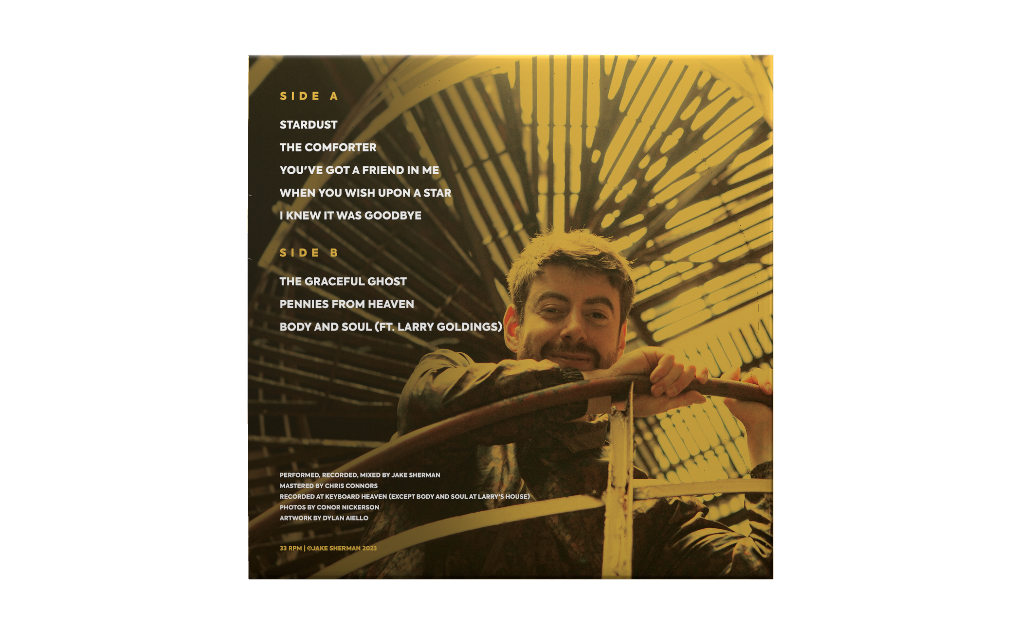 SIDE A
STARDUST
THE COMFORTER
YOU'VE GOT A FRIEND IN ME
WHEN YOU WISH UPON A STAR
I KNEW IT WAS GOODBYE
SIDE B
THE GRACEFUL GHOST
PENNIES FROM HEAVEN
BODY AND SOUL (FT. LARRY GOLDINGS)
PERFORMED, RECORDED, MIXED BY JAKE SHERMAN
MASTERED BY CHRIS CONNORS
RECORDED AT KEYBOARD HEAVEN (EXCEPT BODY AND SOUL AT LARRY'S HOUSE)
PHOTOS BY CONOR NICKERSON
ARTWORK BY DYLAN AIELLO
33 RPM | ©JAKE SHERMAN 2023